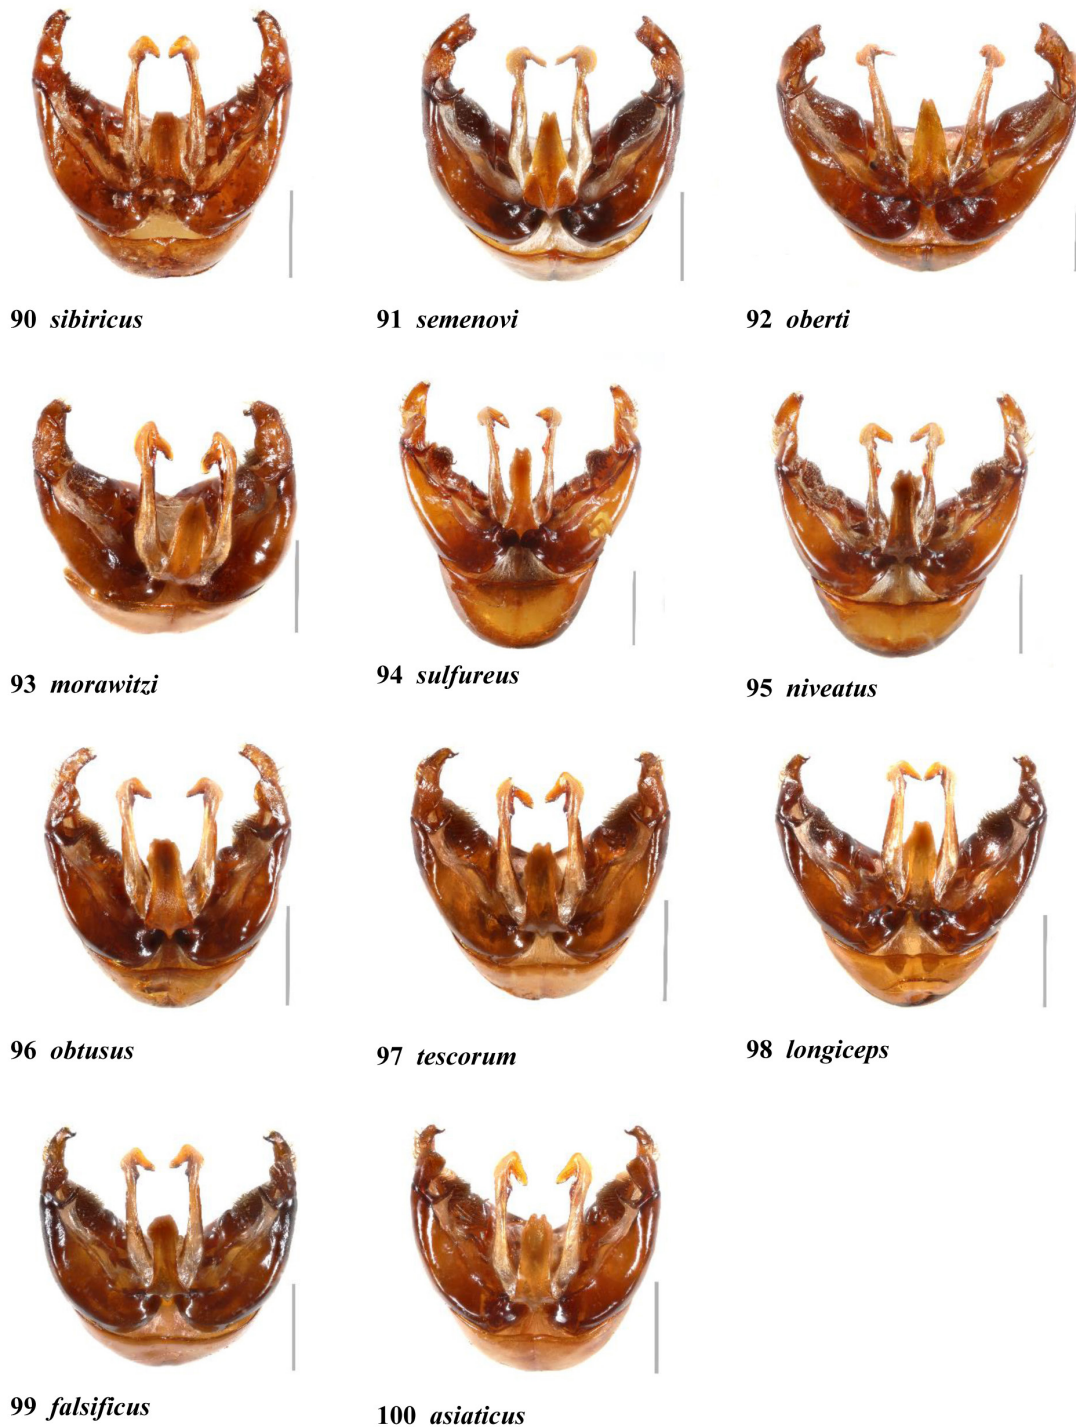 90 sibiricus
91 semenovi
92 oberti
93 morawitzi
94 sulfureus
95 niveatus
96 obtusus
97 tescorum
98 longiceps
99 falsificus
100 asiaticus